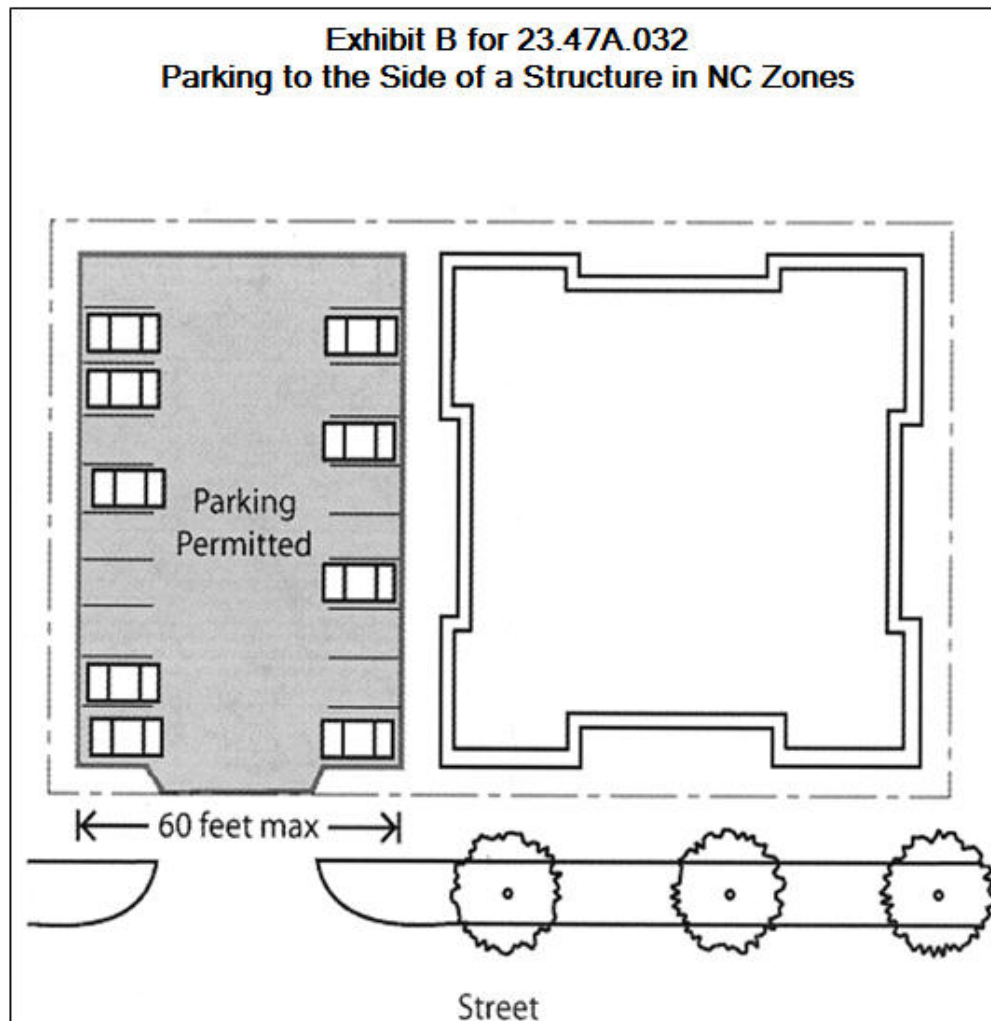 Exhibit B for 23.47A.032
Parking to the Side of a Structure in NC Zones
Parking
Permitted
60 feet max
Street